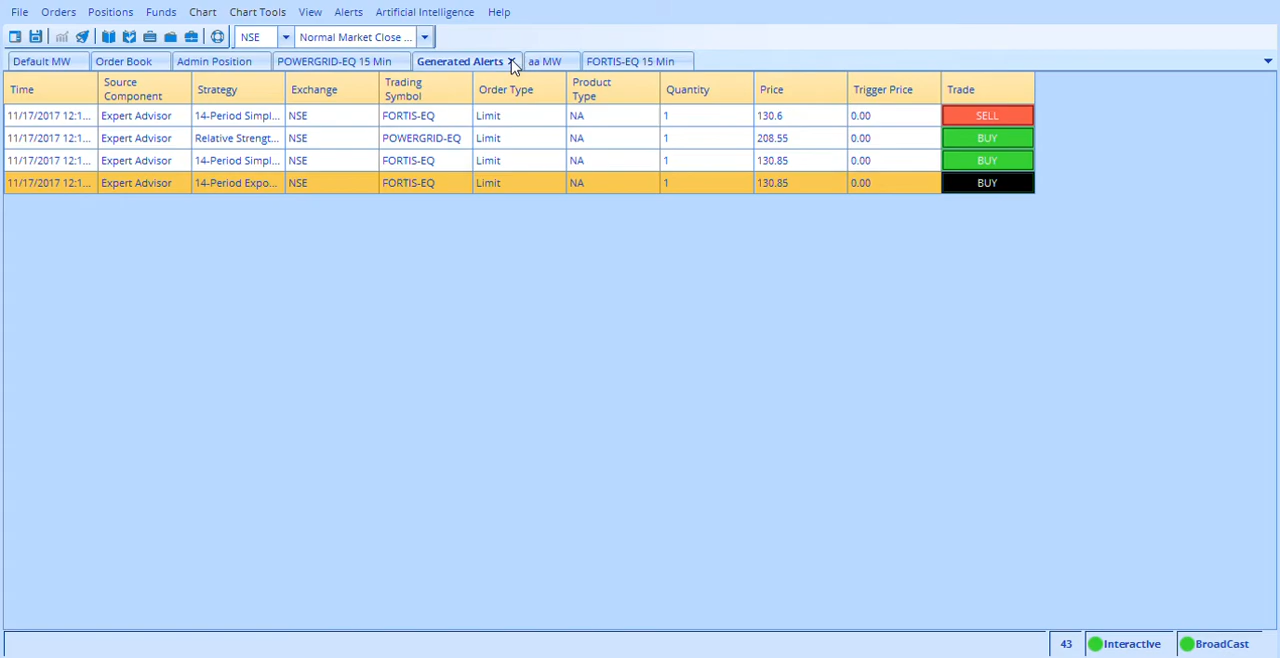 File Orders Positions Funds Chart Chart Tools View Alerts Artificial Intelligence Help
NSE Normal Market Close ...
Default MW Order Book Admin Position POWERGRID-EQ 15 Min Generated Alerts aa MW FORTIS-EQ 15 Min
Time Source Component Strategy Exchange Trading Symbol Order Type Product Type Quantity Price Trigger Price Trade
11/17/2017 12:1... Expert Advisor 14-Period Simpl... NSE FORTIS-EQ Limit NA 1 130.6 0.00 SELL
11/17/2017 12:1... Expert Advisor Relative Strengt... NSE POWERGRID-EQ Limit NA 1 208.55 0.00 BUY
11/17/2017 12:1... Expert Advisor 14-Period Simpl... NSE FORTIS-EQ Limit NA 1 130.85 0.00 BUY
11/17/2017 12:1... Expert Advisor 14-Period Expo... NSE FORTIS-EQ Limit NA 1 130.85 0.00 BUY
43 Interactive BroadCast